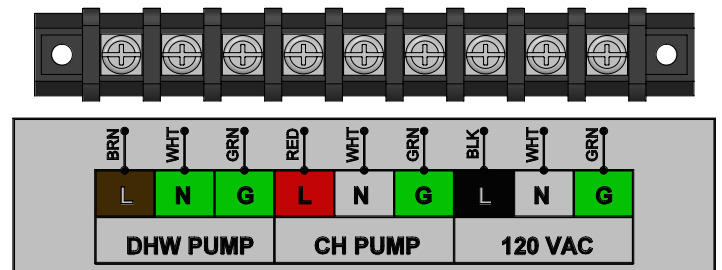 BRN WHT GRN RED WHT GRN BLK WHT GRN
L N G L N G L N G
DHW PUMP CH PUMP 120 VAC